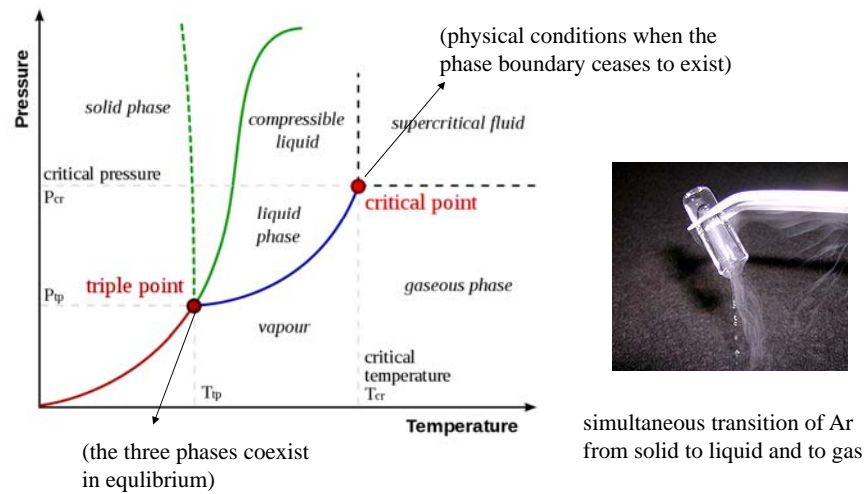 (physical conditions when the
phase boundary ceases to exist)
Pressure
solid phase
compressible
liquid
supercritical fluid
critical pressure
Pcr
liquid
phase
critical point
triple point
Ptp
gaseous phase
vapour
critical
temperature
Ttp
Tcr
Temperature
(the three phases coexist
in equlibrium)
simultaneous transition of Ar
from solid to liquid and to gas